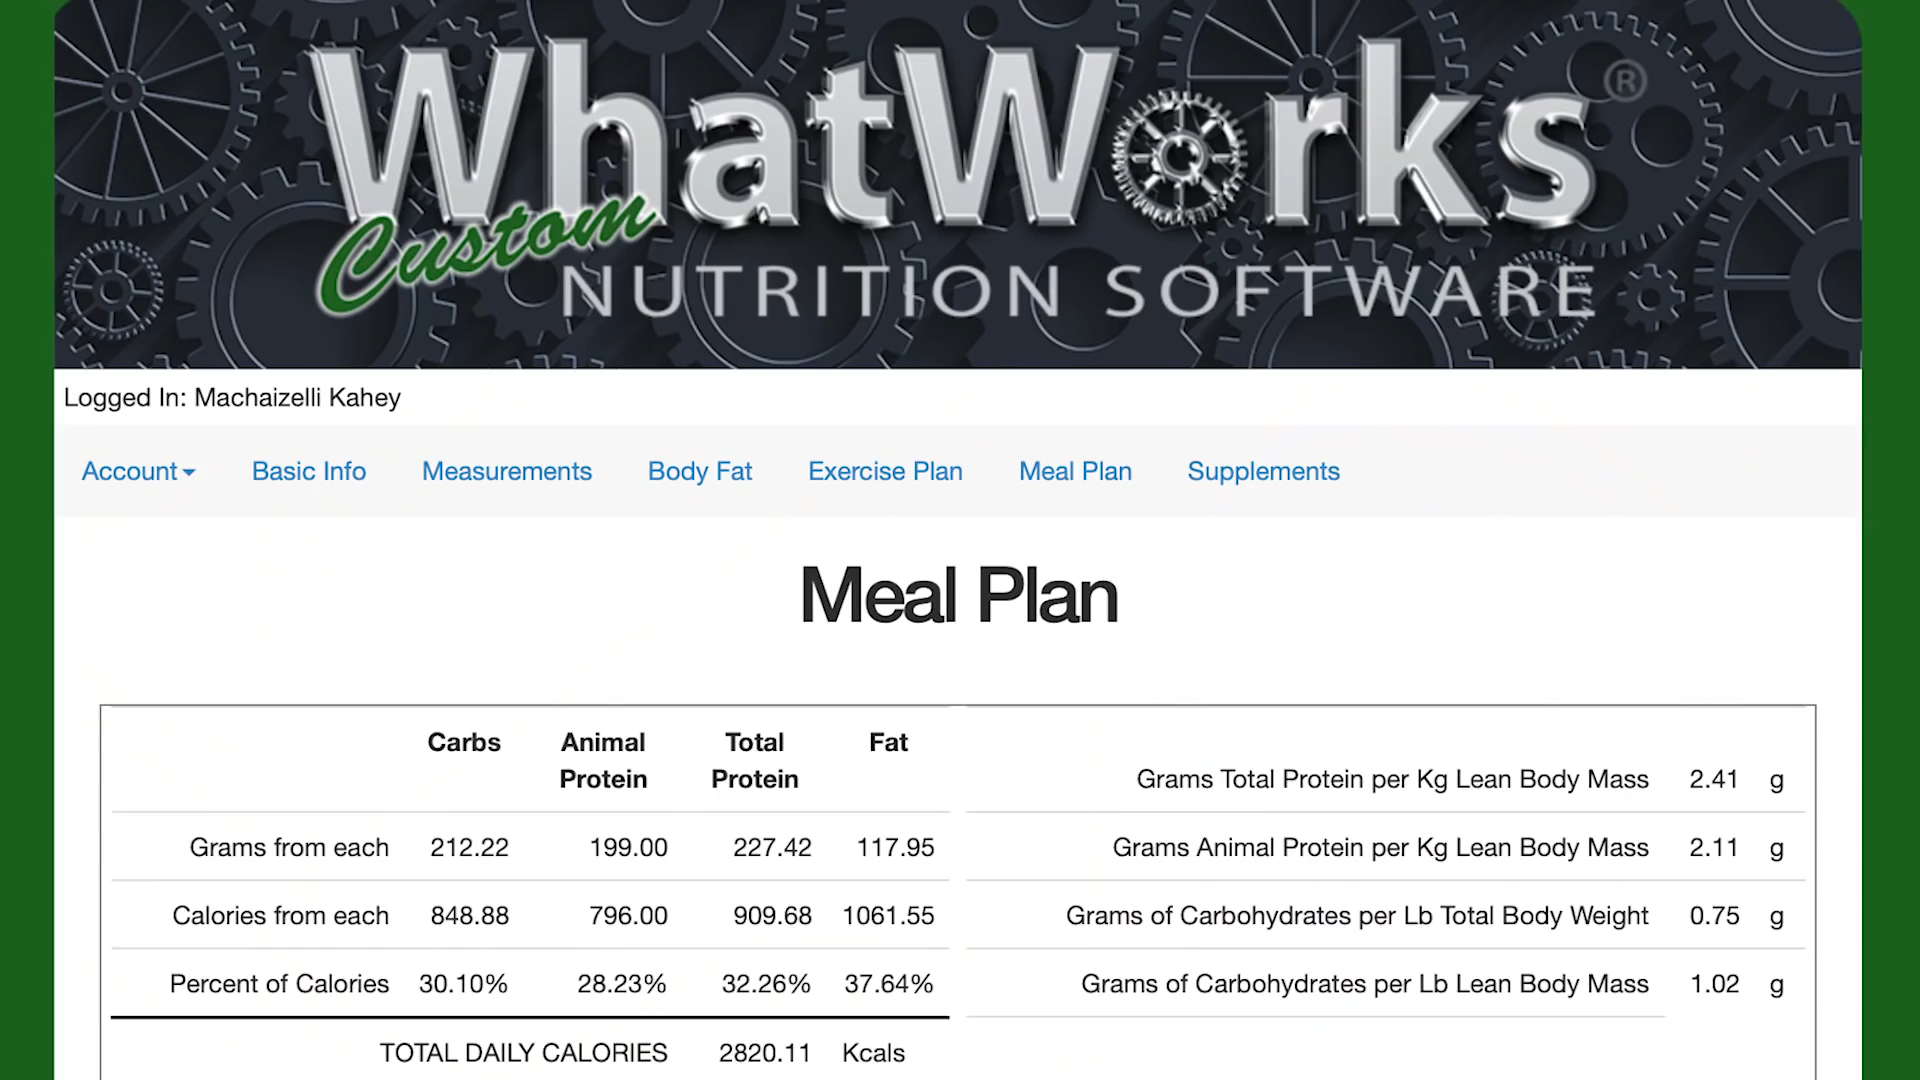 WhatWorks ®
Custom
NUTRITION SOFTWARE
Logged In: Machaizelli Kahey
Account Basic Info Measurements Body Fat Exercise Plan Meal Plan Supplements
Meal Plan
Carbs Animal Protein Total Protein Fat
Grams Total Protein per Kg Lean Body Mass 2.41 g
Grams from each 212.22 199.00 227.42 117.95
Grams Animal Protein per Kg Lean Body Mass 2.11 g
Calories from each 848.88 796.00 909.68 1061.55
Grams of Carbohydrates per Lb Total Body Weight 0.75 g
Percent of Calories 30.10% 28.23% 32.26% 37.64%
Grams of Carbohydrates per Lb Lean Body Mass 1.02 g
TOTAL DAILY CALORIES 2820.11 Kcals